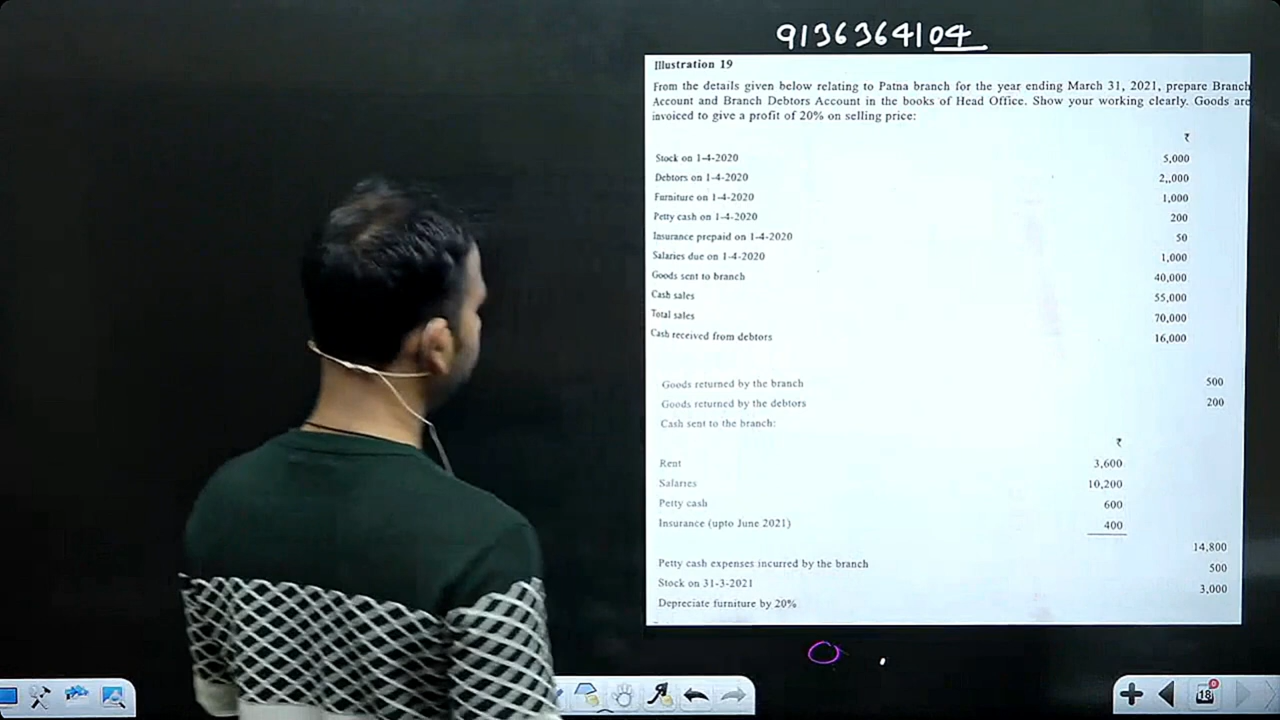 9136364104
Illustration 19
From the details given below relating to Patna branch for the year ending March 31, 2021, prepare Branch
Account and Branch Debtors Account in the books of Head Office. Show your working clearly. Goods are
invoiced to give a profit of 20% on selling price:
₹
Stock on 1-4-2020 5,000
Debtors on 1-4-2020 2,,000
Furniture on 1-4-2020 1,000
Petty cash on 1-4-2020 200
Insurance prepaid on 1-4-2020 50
Salaries due on 1-4-2020 1,000
Goods sent to branch 40,000
Cash sales 55,000
Total sales 70,000
Cash received from debtors 16,000
Goods returned by the branch 500
Goods returned by the debtors 200
Cash sent to the branch:
₹
Rent 3,600
Salaries 10,200
Petty cash 600
Insurance (upto June 2021) 400
14,800
Petty cash expenses incurred by the branch 500
Stock on 31-3-2021 3,000
Depreciate furniture by 20%
18
0